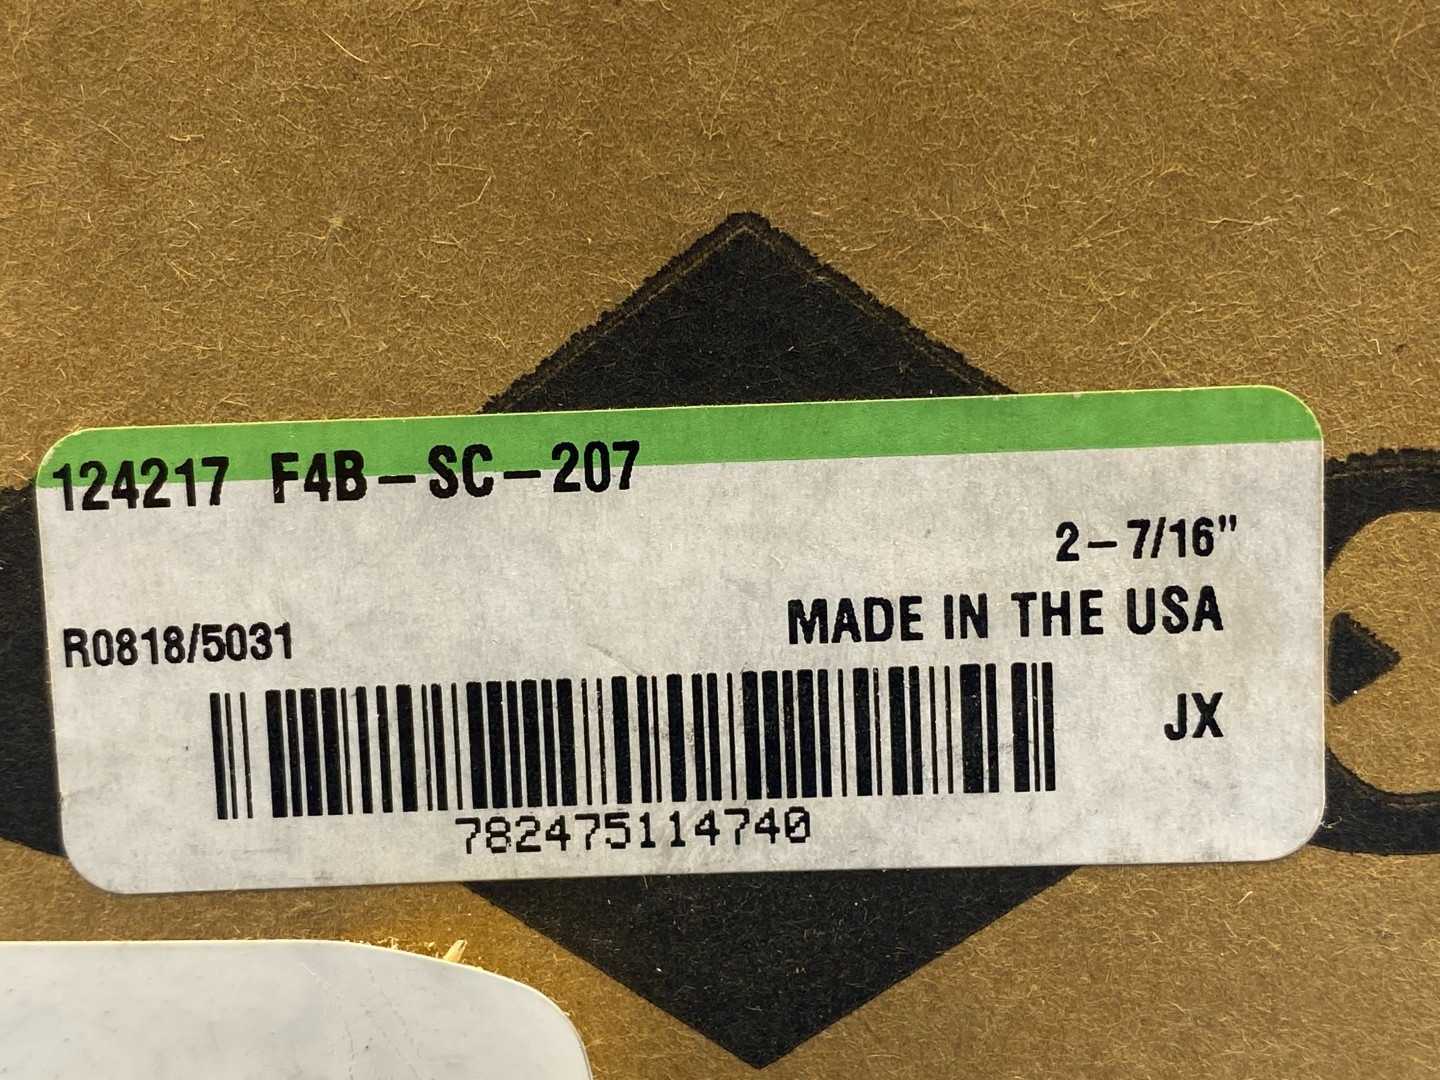 124217 F4B-SC-207
2-7/16"
MADE IN THE USA
R0818/5031
JX
782475114740